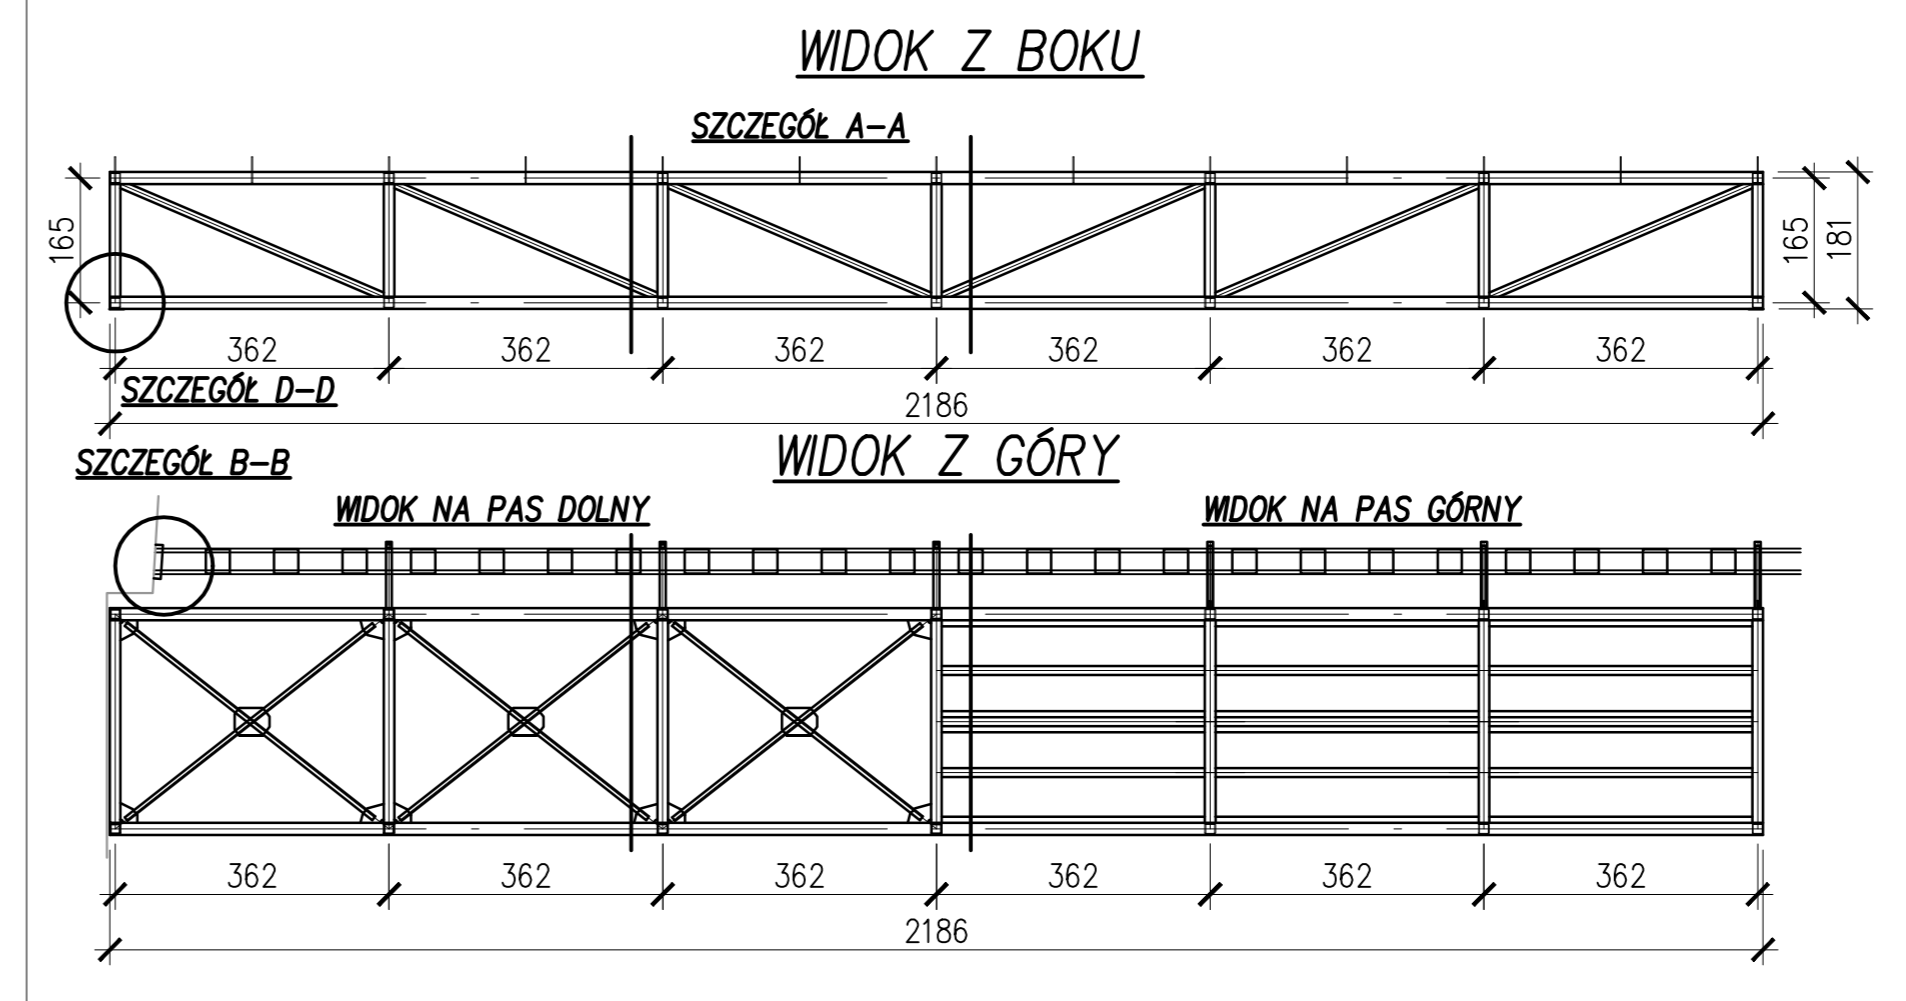 WIDOK Z BOKU
SZCZEGÓŁ A-A
165
165
181
362 362 362 362 362 362
SZCZEGÓŁ D-D
2186
WIDOK Z GÓRY
SZCZEGÓŁ B-B
WIDOK NA PAS DOLNY
WIDOK NA PAS GÓRNY
362 362 362 362 362 362
2186